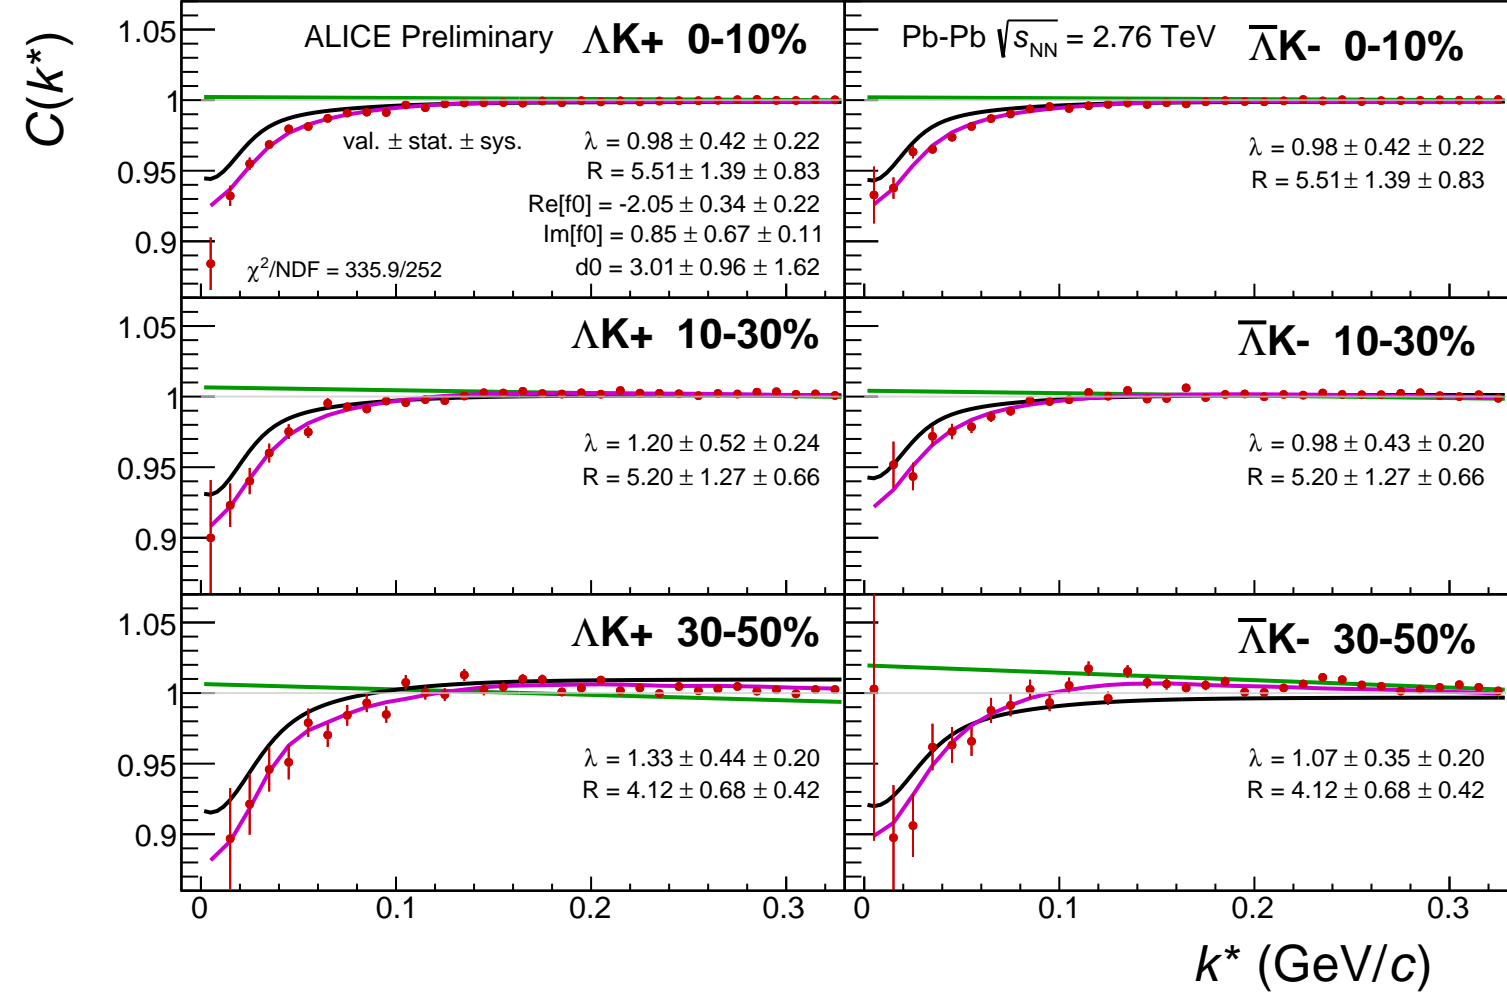 C(k*)
ALICE Preliminary ΛK+ 0-10%
val. ± stat. ± sys.
λ = 0.98 ± 0.42 ± 0.22
R = 5.51 ± 1.39 ± 0.83
Re[f0] = -2.05 ± 0.34 ± 0.22
Im[f0] = 0.85 ± 0.67 ± 0.11
d0 = 3.01 ± 0.96 ± 1.62
χ²/NDF = 335.9/252
1.05
1
0.95
0.9
Pb-Pb √sNN = 2.76 TeV Λ̅K- 0-10%
λ = 0.98 ± 0.42 ± 0.22
R = 5.51 ± 1.39 ± 0.83
ΛK+ 10-30%
λ = 1.20 ± 0.52 ± 0.24
R = 5.20 ± 1.27 ± 0.66
1.05
1
0.95
0.9
Λ̅K- 10-30%
λ = 0.98 ± 0.43 ± 0.20
R = 5.20 ± 1.27 ± 0.66
ΛK+ 30-50%
λ = 1.33 ± 0.44 ± 0.20
R = 4.12 ± 0.68 ± 0.42
1.05
1
0.95
0.9
Λ̅K- 30-50%
λ = 1.07 ± 0.35 ± 0.20
R = 4.12 ± 0.68 ± 0.42
0 0.1 0.2 0.3
0 0.1 0.2 0.3
k* (GeV/c)